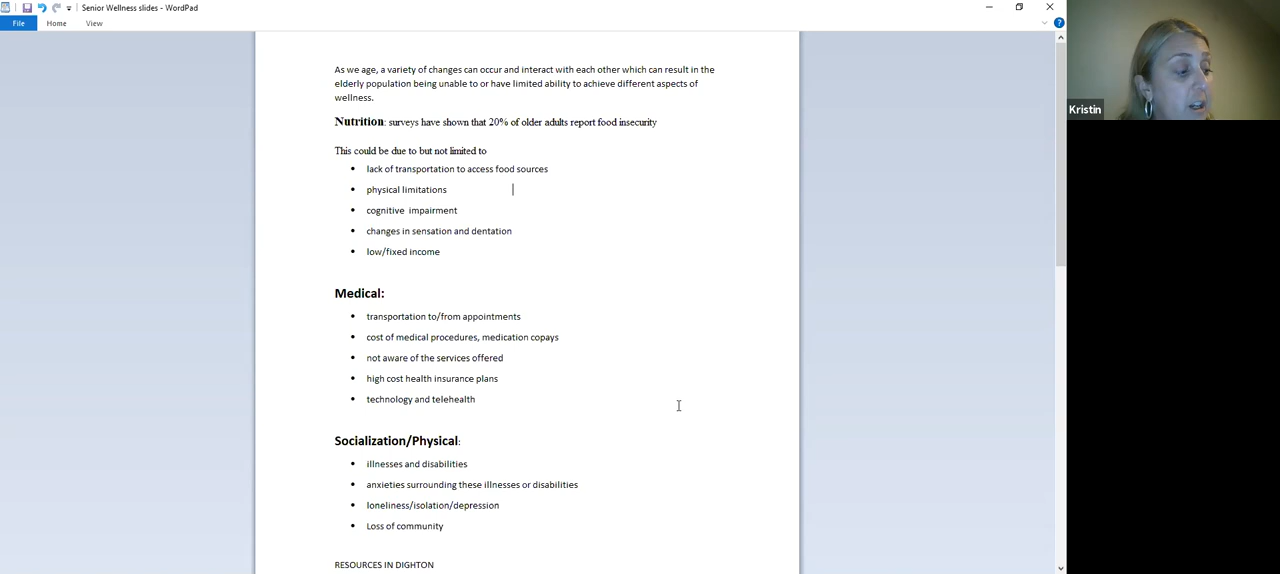 Senior Wellness slides - WordPad
File Home View
As we age, a variety of changes can occur and interact with each other which can result in the
elderly population being unable to or have limited ability to achieve different aspects of
wellness.
Nutrition: surveys have shown that 20% of older adults report food insecurity
This could be due to but not limited to
• lack of transportation to access food sources
• physical limitations
• cognitive  impairment
• changes in sensation and dentation
• low/fixed income
Medical:
• transportation to/from appointments
• cost of medical procedures, medication copays
• not aware of the services offered
• high cost health insurance plans
• technology and telehealth
Socialization/Physical:
• illnesses and disabilities
• anxieties surrounding these illnesses or disabilities
• loneliness/isolation/depression
• Loss of community
RESOURCES IN DIGHTON
Kristin